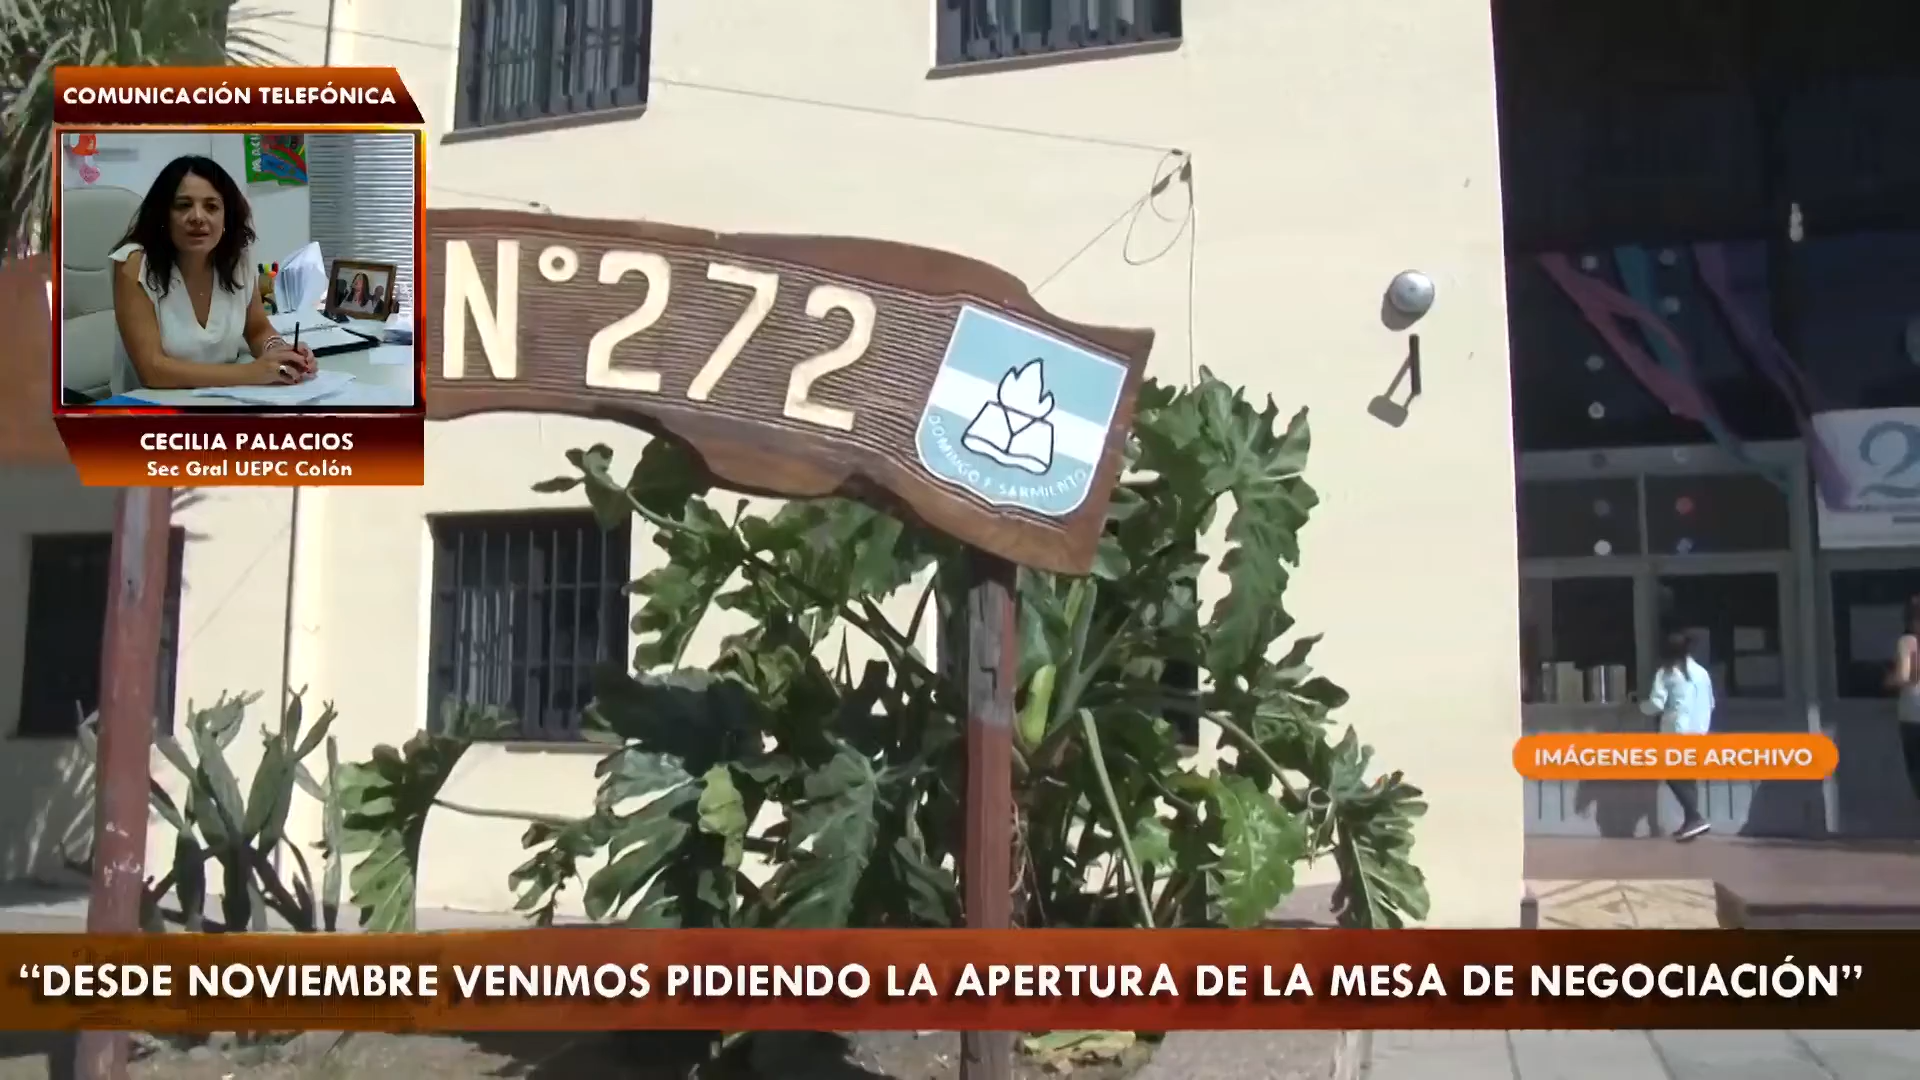 COMUNICACIÓN TELEFÓNICA
CECILIA PALACIOS
Sec Gral UEPC Colón
N°272
DOMINGO F. SARMIENTO
2
IMÁGENES DE ARCHIVO
“DESDE NOVIEMBRE VENIMOS PIDIENDO LA APERTURA DE LA MESA DE NEGOCIACIÓN”